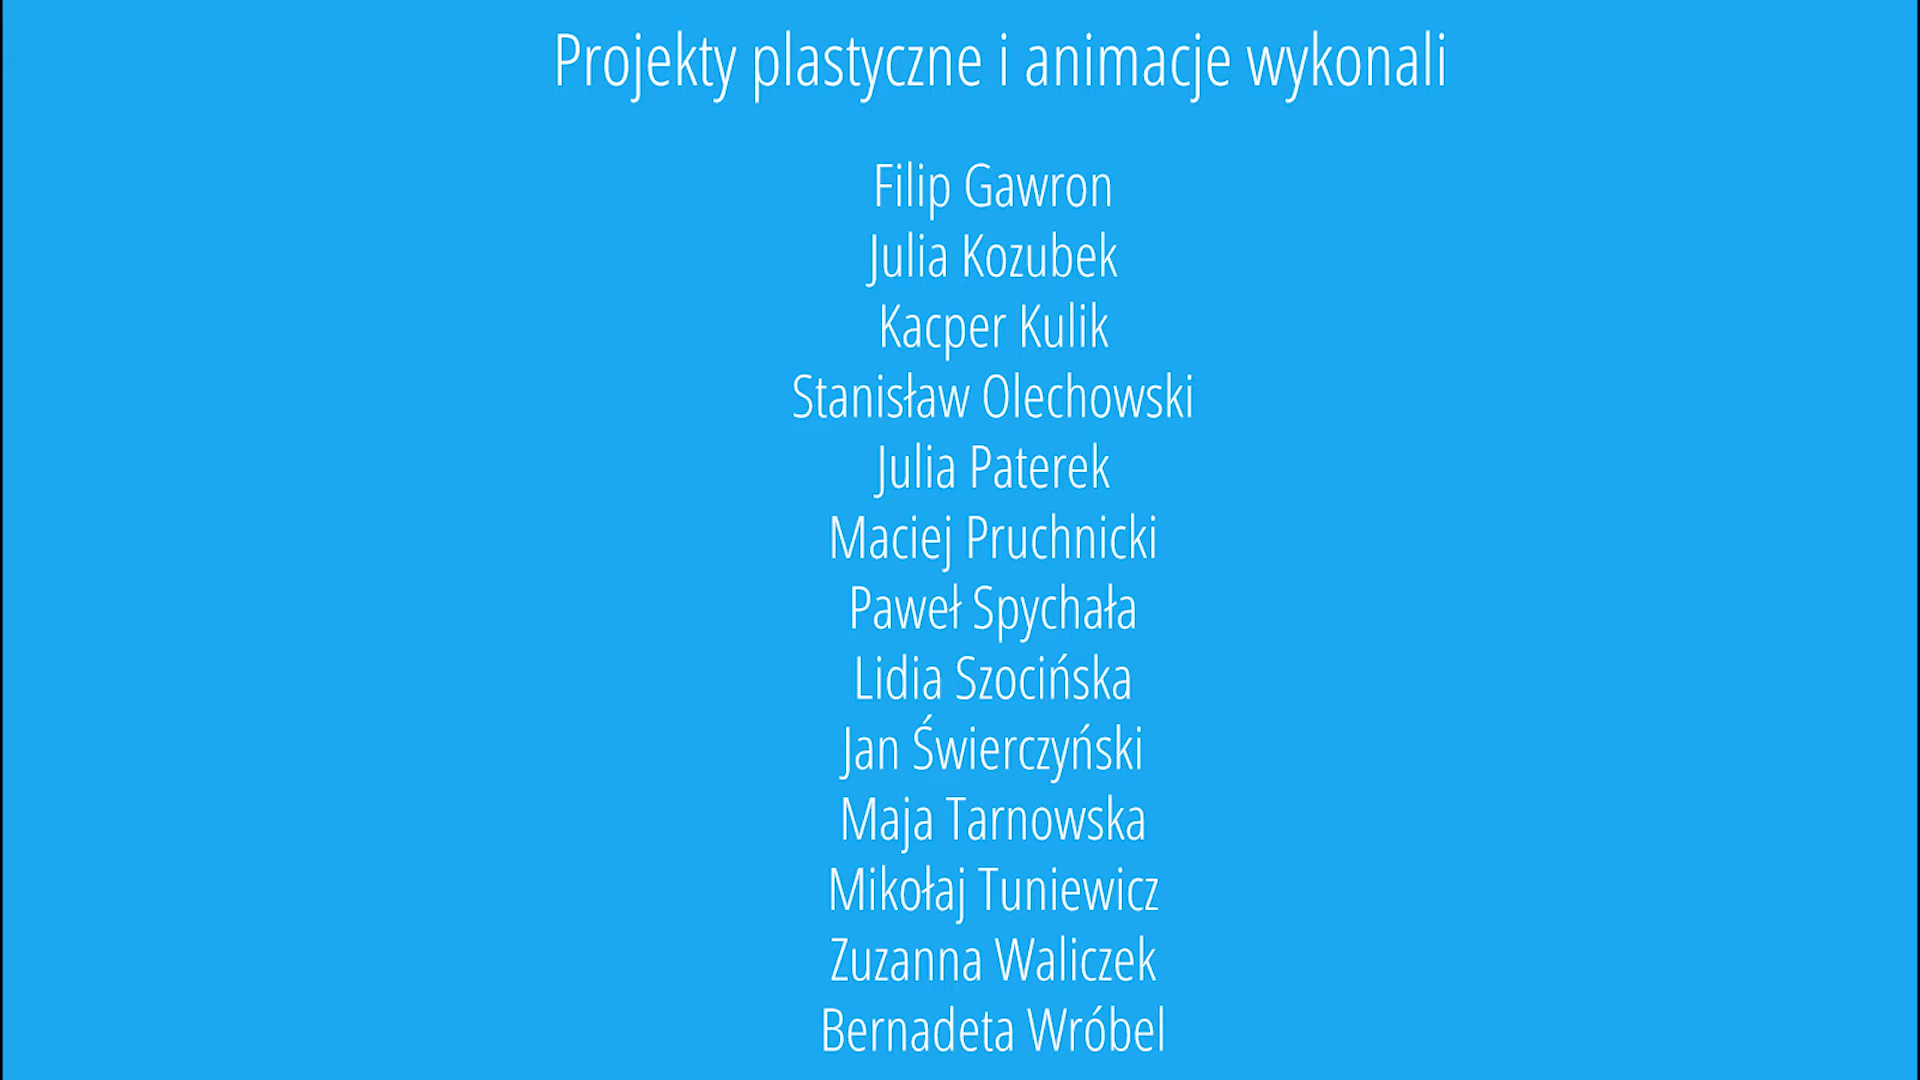 Projekty plastyczne i animacje wykonali
Filip Gawron
Julia Kozubek
Kacper Kulik
Stanisław Olechowski
Julia Paterek
Maciej Pruchnicki
Paweł Spychała
Lidia Szocińska
Jan Świerczyński
Maja Tarnowska
Mikołaj Tuniewicz
Zuzanna Waliczek
Bernadeta Wróbel